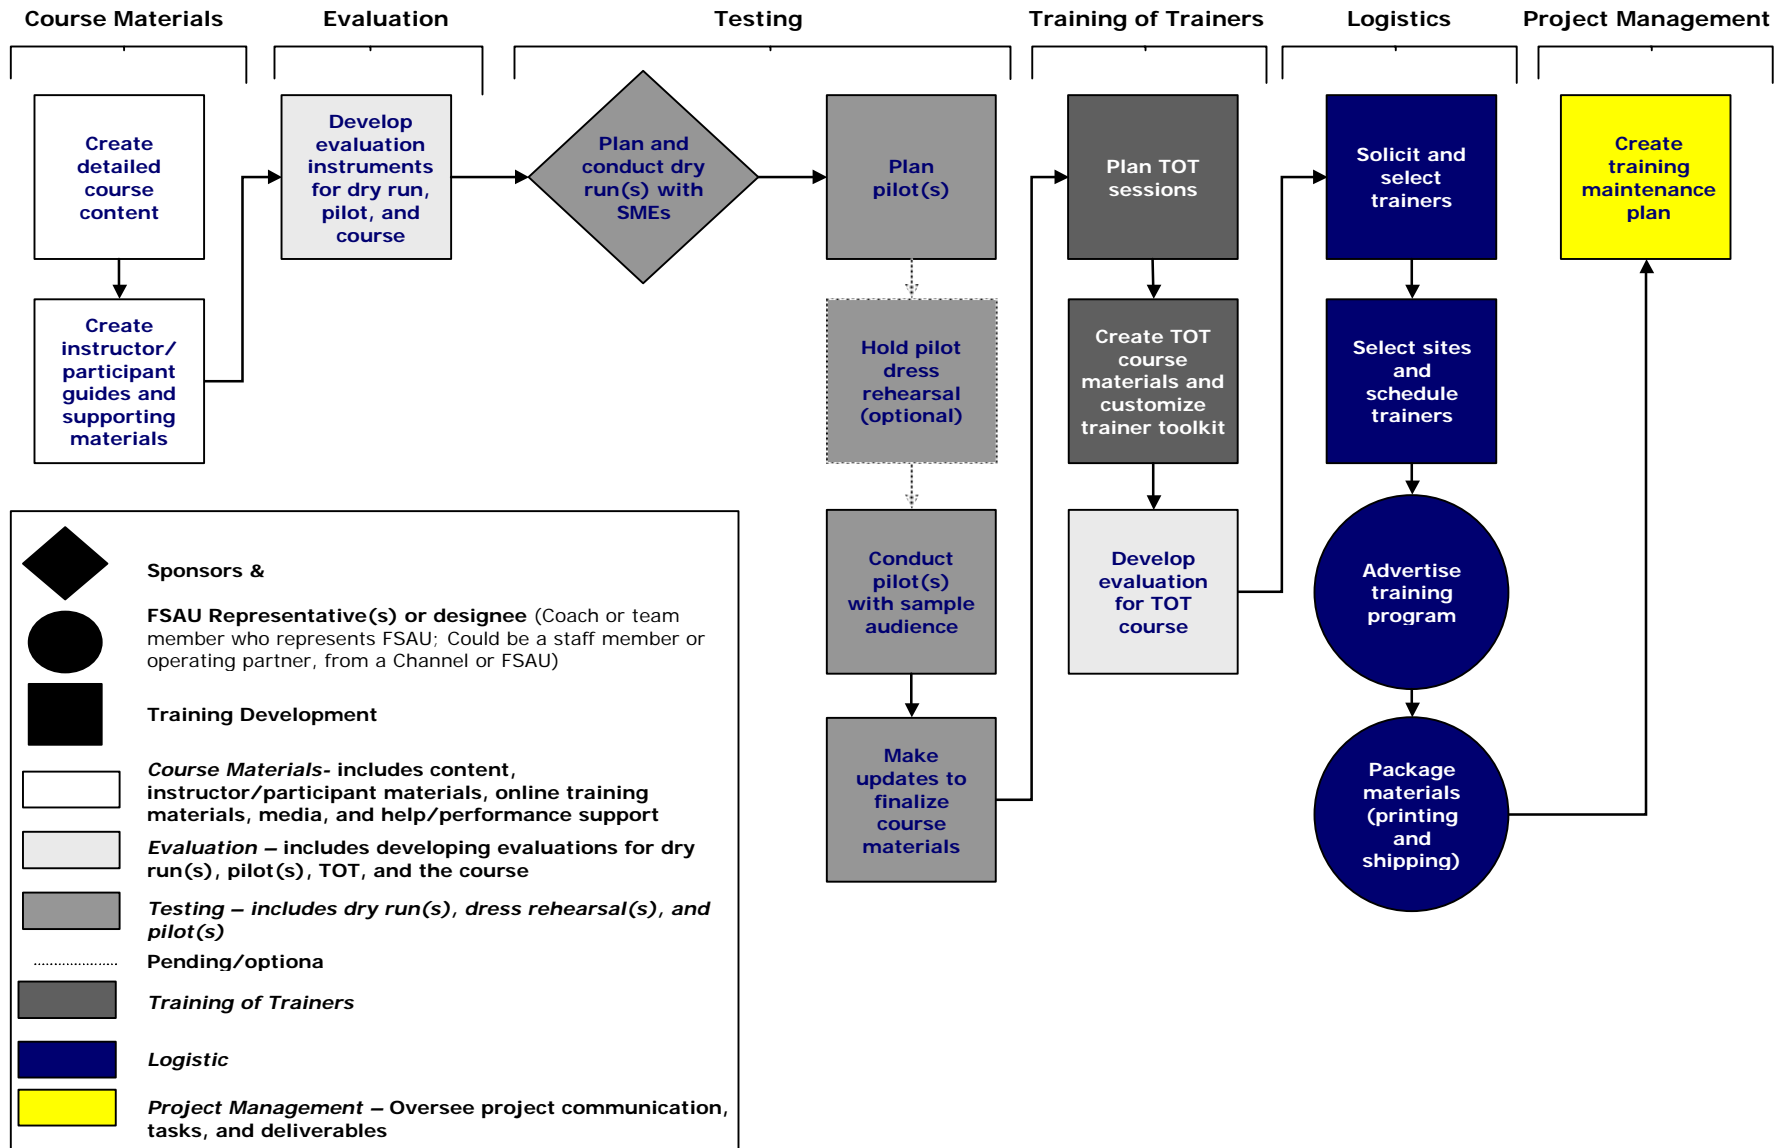 Course Materials
Evaluation
Testing
Training of Trainers
Logistics
Project Management
Create
detailed
course
content
Create
instructor/
participant
guides and
supporting
materials
Develop
evaluation
instruments
for dry run,
pilot, and
course
Plan and
conduct dry
run(s) with
SMEs
Plan
pilot(s)
Hold pilot
dress
rehearsal
(optional)
Conduct
pilot(s)
with sample
audience
Make
updates to
finalize
course
materials
Plan TOT
sessions
Create TOT
course
materials and
customize
trainer toolkit
Develop
evaluation
for TOT
course
Solicit and
select
trainers
Select sites
and
schedule
trainers
Advertise
training
program
Package
materials
(printing
and
shipping)
Create
training
maintenance
plan
Sponsors &
FSAU Representative(s) or designee (Coach or team
member who represents FSAU; Could be a staff member or
operating partner, from a Channel or FSAU)
Training Development
Course Materials- includes content,
instructor/participant materials, online training
materials, media, and help/performance support
Evaluation – includes developing evaluations for dry
run(s), pilot(s), TOT, and the course
Testing – includes dry run(s), dress rehearsal(s), and
pilot(s)
Pending/optiona
Training of Trainers
Logistic
Project Management – Oversee project communication,
tasks, and deliverables